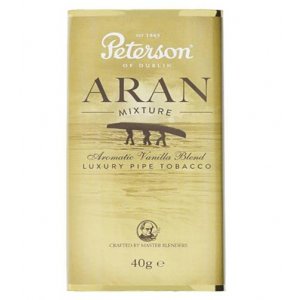 EST 1865
Peterson
OF DUBLIN
ARAN
MIXTURE
Aromatic Vanilla Blend
LUXURY PIPE TOBACCO
CRAFTED BY MASTER BLENDERS
40g e